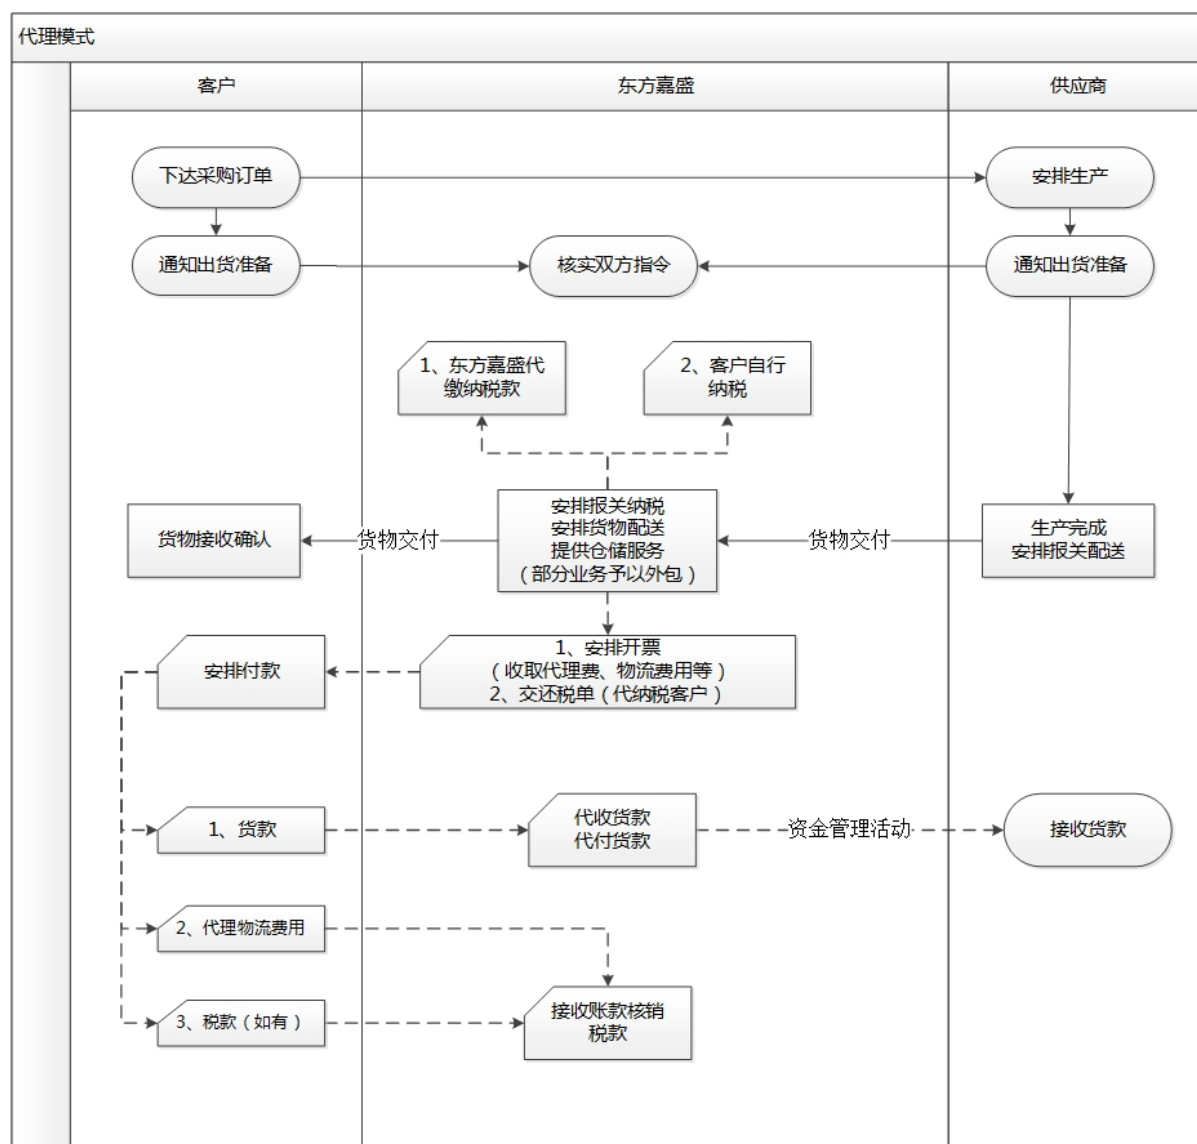 代理模式
客户
东方嘉盛
供应商
下达采购订单
安排生产
通知出货准备
核实双方指令
通知出货准备
1、东方嘉盛代
缴纳税款
2、客户自行
纳税
货物接收确认
货物交付
安排报关纳税
安排货物配送
提供仓储服务
（部分业务予以外包）
货物交付
生产完成
安排报关配送
安排付款
1、安排开票
（收取代理费、物流费用等）
2、交还税单（代纳税客户）
1、货款
代收货款
代付货款
资金管理活动
接收货款
2、代理物流费用
3、税款（如有）
接收账款核销
税款